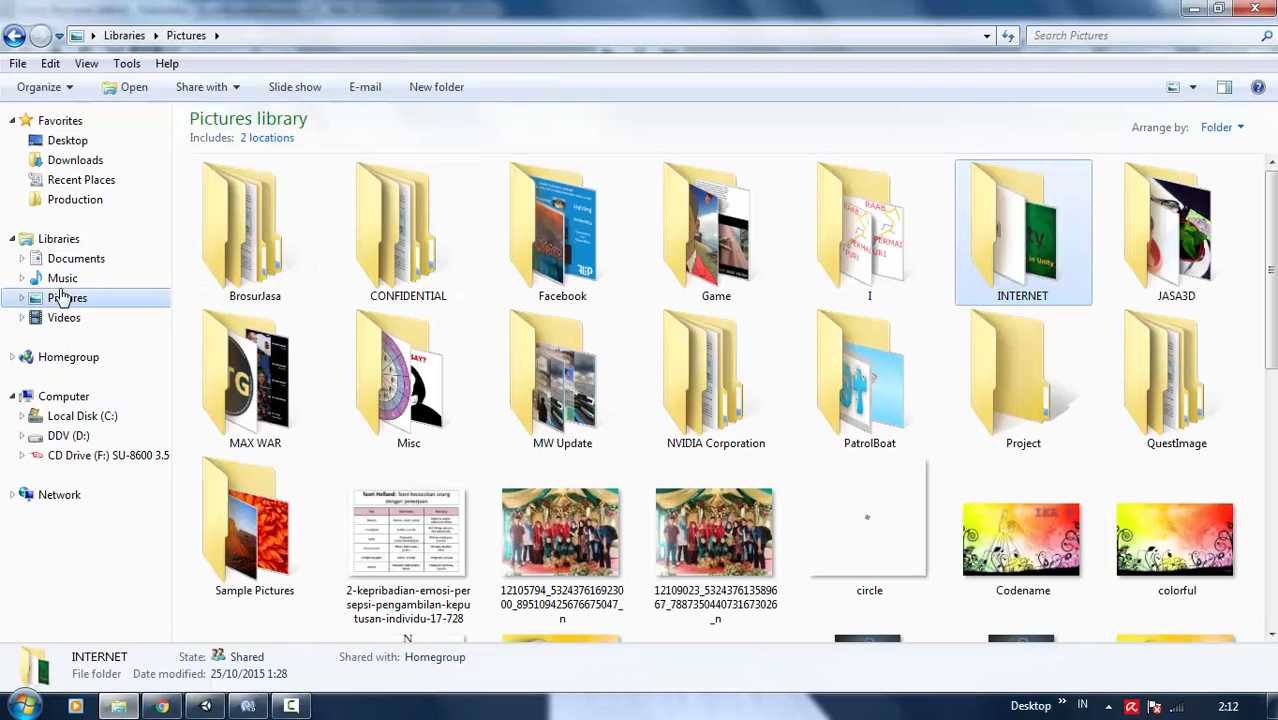 Libraries
Pictures
Search Pictures
File Edit View Tools Help
Organize Open Share with Slide show E-mail New folder
Favorites
Desktop
Downloads
Recent Places
Production
Libraries
Documents
Music
Pictures
Videos
Homegroup
Computer
Local Disk (C:)
DDV (D:)
CD Drive (F:) SU-8600 3.5
Network
Pictures library
Includes: 2 locations
Arrange by: Folder
BrosurJasa
CONFIDENTIAL
Facebook
Game
I
INTERNET
JASA3D
MAX WAR
Misc
MW Update
NVIDIA Corporation
PatrolBoat
Project
QuestImage
Sample Pictures
2-kepribadian-emosi-per
sepsi-pengambilan-kepu
tusan-individu-17-728
12105794_5324376169230
00_895109425676675047_
n
12109023_5324376135896
67_7887350440731673026
_n
circle
Codename
colorful
INTERNET
File folder
State: Shared
Date modified: 25/10/2015 1:28
Shared with: Homegroup
Desktop
IN
2:12